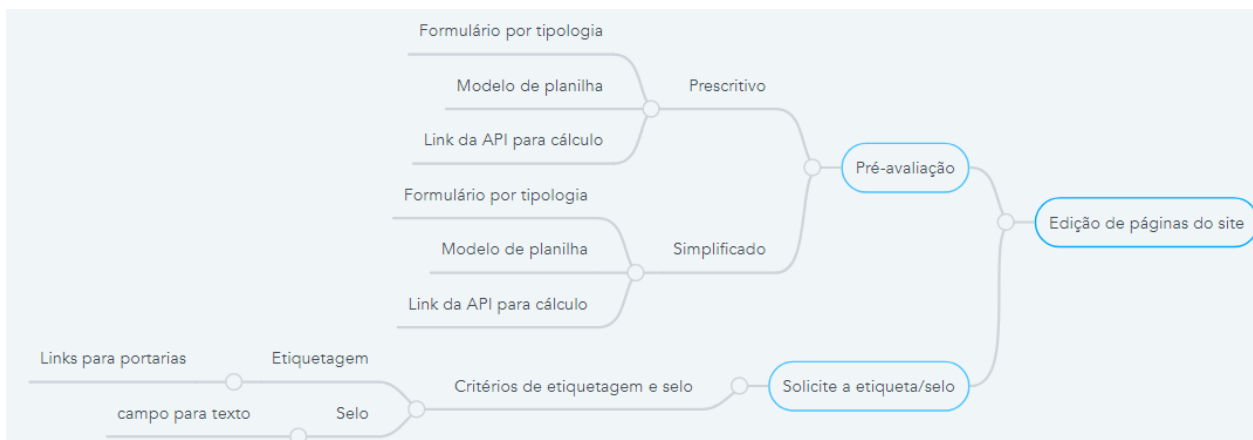 Formulário por tipologia
Modelo de planilha
Prescritivo
Link da API para cálculo
Pré-avaliação
Formulário por tipologia
Edição de páginas do site
Modelo de planilha
Simplificado
Link da API para cálculo
Links para portarias
Etiquetagem
Critérios de etiquetagem e selo
Solicite a etiqueta/selo
campo para texto
Selo